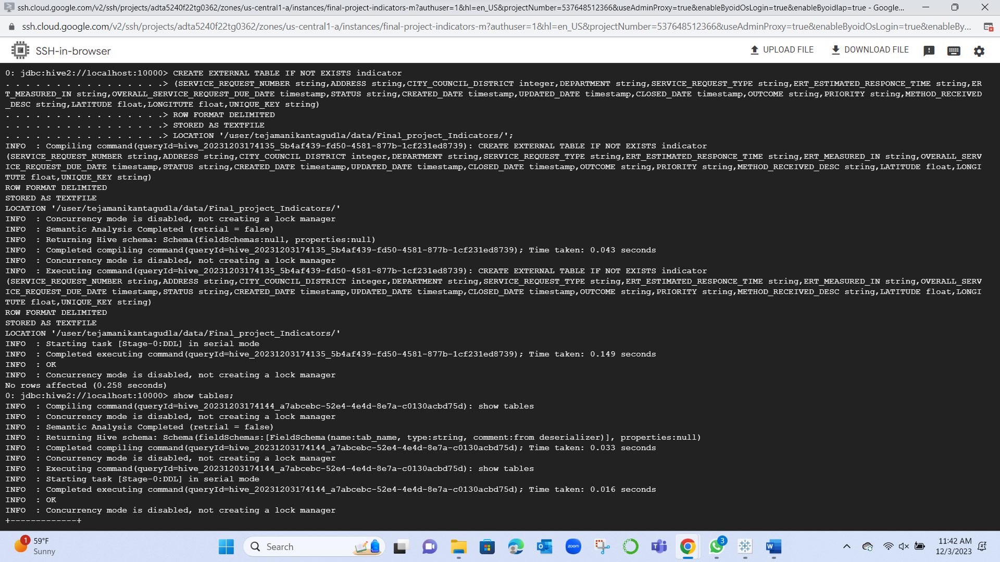 ssh.cloud.google.com/v2/ssh/projects/adta5240f22tg0362/zones/us-central1-a/instances/final-project-indicators-m?authuser=1&hl=en_US&projectNumber=537648512366&useAdminProxy=true&enableByoidOsLogin=true&enableByoidIap=true - Google...
ssh.cloud.google.com/v2/ssh/projects/adta5240f22tg0362/zones/us-central1-a/instances/final-project-indicators-m?authuser=1&hl=en_US&projectNumber=537648512366&useAdminProxy=true&enableByoidOsLogin=true&enableBy...
SSH-in-browser
UPLOAD FILE
DOWNLOAD FILE
0: jdbc:hive2://localhost:10000> CREATE EXTERNAL TABLE IF NOT EXISTS indicator
. . . . . . . . . . . . . . . .> (SERVICE_REQUEST_NUMBER string,ADDRESS string,CITY_COUNCIL_DISTRICT integer,DEPARTMENT string,SERVICE_REQUEST_TYPE string,ERT_ESTIMATED_RESPONCE_TIME string,ER
T_MEASURED_IN string,OVERALL_SERVICE_REQUEST_DUE_DATE timestamp,STATUS string,CREATED_DATE timestamp,UPDATED_DATE timestamp,CLOSED_DATE timestamp,OUTCOME string,PRIORITY string,METHOD_RECEIVED
_DESC string,LATITUDE float,LONGITUTE float,UNIQUE_KEY string)
. . . . . . . . . . . . . . . .> ROW FORMAT DELIMITED
. . . . . . . . . . . . . . . .> STORED AS TEXTFILE
. . . . . . . . . . . . . . . .> LOCATION '/user/tejamanikantagudla/data/Final_project_Indicators/';
INFO  : Compiling command(queryId=hive_20231203174135_5b4af439-fd50-4581-877b-1cf231ed8739): CREATE EXTERNAL TABLE IF NOT EXISTS indicator
(SERVICE_REQUEST_NUMBER string,ADDRESS string,CITY_COUNCIL_DISTRICT integer,DEPARTMENT string,SERVICE_REQUEST_TYPE string,ERT_ESTIMATED_RESPONCE_TIME string,ERT_MEASURED_IN string,OVERALL_SERV
ICE_REQUEST_DUE_DATE timestamp,STATUS string,CREATED_DATE timestamp,UPDATED_DATE timestamp,CLOSED_DATE timestamp,OUTCOME string,PRIORITY string,METHOD_RECEIVED_DESC string,LATITUDE float,LONGI
TUTE float,UNIQUE_KEY string)
ROW FORMAT DELIMITED
STORED AS TEXTFILE
LOCATION '/user/tejamanikantagudla/data/Final_project_Indicators/'
INFO  : Concurrency mode is disabled, not creating a lock manager
INFO  : Semantic Analysis Completed (retrial = false)
INFO  : Returning Hive schema: Schema(fieldSchemas:null, properties:null)
INFO  : Completed compiling command(queryId=hive_20231203174135_5b4af439-fd50-4581-877b-1cf231ed8739); Time taken: 0.043 seconds
INFO  : Concurrency mode is disabled, not creating a lock manager
INFO  : Executing command(queryId=hive_20231203174135_5b4af439-fd50-4581-877b-1cf231ed8739): CREATE EXTERNAL TABLE IF NOT EXISTS indicator
(SERVICE_REQUEST_NUMBER string,ADDRESS string,CITY_COUNCIL_DISTRICT integer,DEPARTMENT string,SERVICE_REQUEST_TYPE string,ERT_ESTIMATED_RESPONCE_TIME string,ERT_MEASURED_IN string,OVERALL_SERV
ICE_REQUEST_DUE_DATE timestamp,STATUS string,CREATED_DATE timestamp,UPDATED_DATE timestamp,CLOSED_DATE timestamp,OUTCOME string,PRIORITY string,METHOD_RECEIVED_DESC string,LATITUDE float,LONGI
TUTE float,UNIQUE_KEY string)
ROW FORMAT DELIMITED
STORED AS TEXTFILE
LOCATION '/user/tejamanikantagudla/data/Final_project_Indicators/'
INFO  : Starting task [Stage-0:DDL] in serial mode
INFO  : Completed executing command(queryId=hive_20231203174135_5b4af439-fd50-4581-877b-1cf231ed8739); Time taken: 0.149 seconds
INFO  : OK
INFO  : Concurrency mode is disabled, not creating a lock manager
No rows affected (0.258 seconds)
0: jdbc:hive2://localhost:10000> show tables;
INFO  : Compiling command(queryId=hive_20231203174144_a7abcebc-52e4-4e4d-8e7a-c0130acbd75d): show tables
INFO  : Concurrency mode is disabled, not creating a lock manager
INFO  : Semantic Analysis Completed (retrial = false)
INFO  : Returning Hive schema: Schema(fieldSchemas:[FieldSchema(name:tab_name, type:string, comment:from deserializer)], properties:null)
INFO  : Completed compiling command(queryId=hive_20231203174144_a7abcebc-52e4-4e4d-8e7a-c0130acbd75d); Time taken: 0.033 seconds
INFO  : Concurrency mode is disabled, not creating a lock manager
INFO  : Executing command(queryId=hive_20231203174144_a7abcebc-52e4-4e4d-8e7a-c0130acbd75d): show tables
INFO  : Starting task [Stage-0:DDL] in serial mode
INFO  : Completed executing command(queryId=hive_20231203174144_a7abcebc-52e4-4e4d-8e7a-c0130acbd75d); Time taken: 0.016 seconds
INFO  : OK
INFO  : Concurrency mode is disabled, not creating a lock manager
+-------------+
1
59°F
Sunny
Search
zoom
3
11:42 AM
12/3/2023